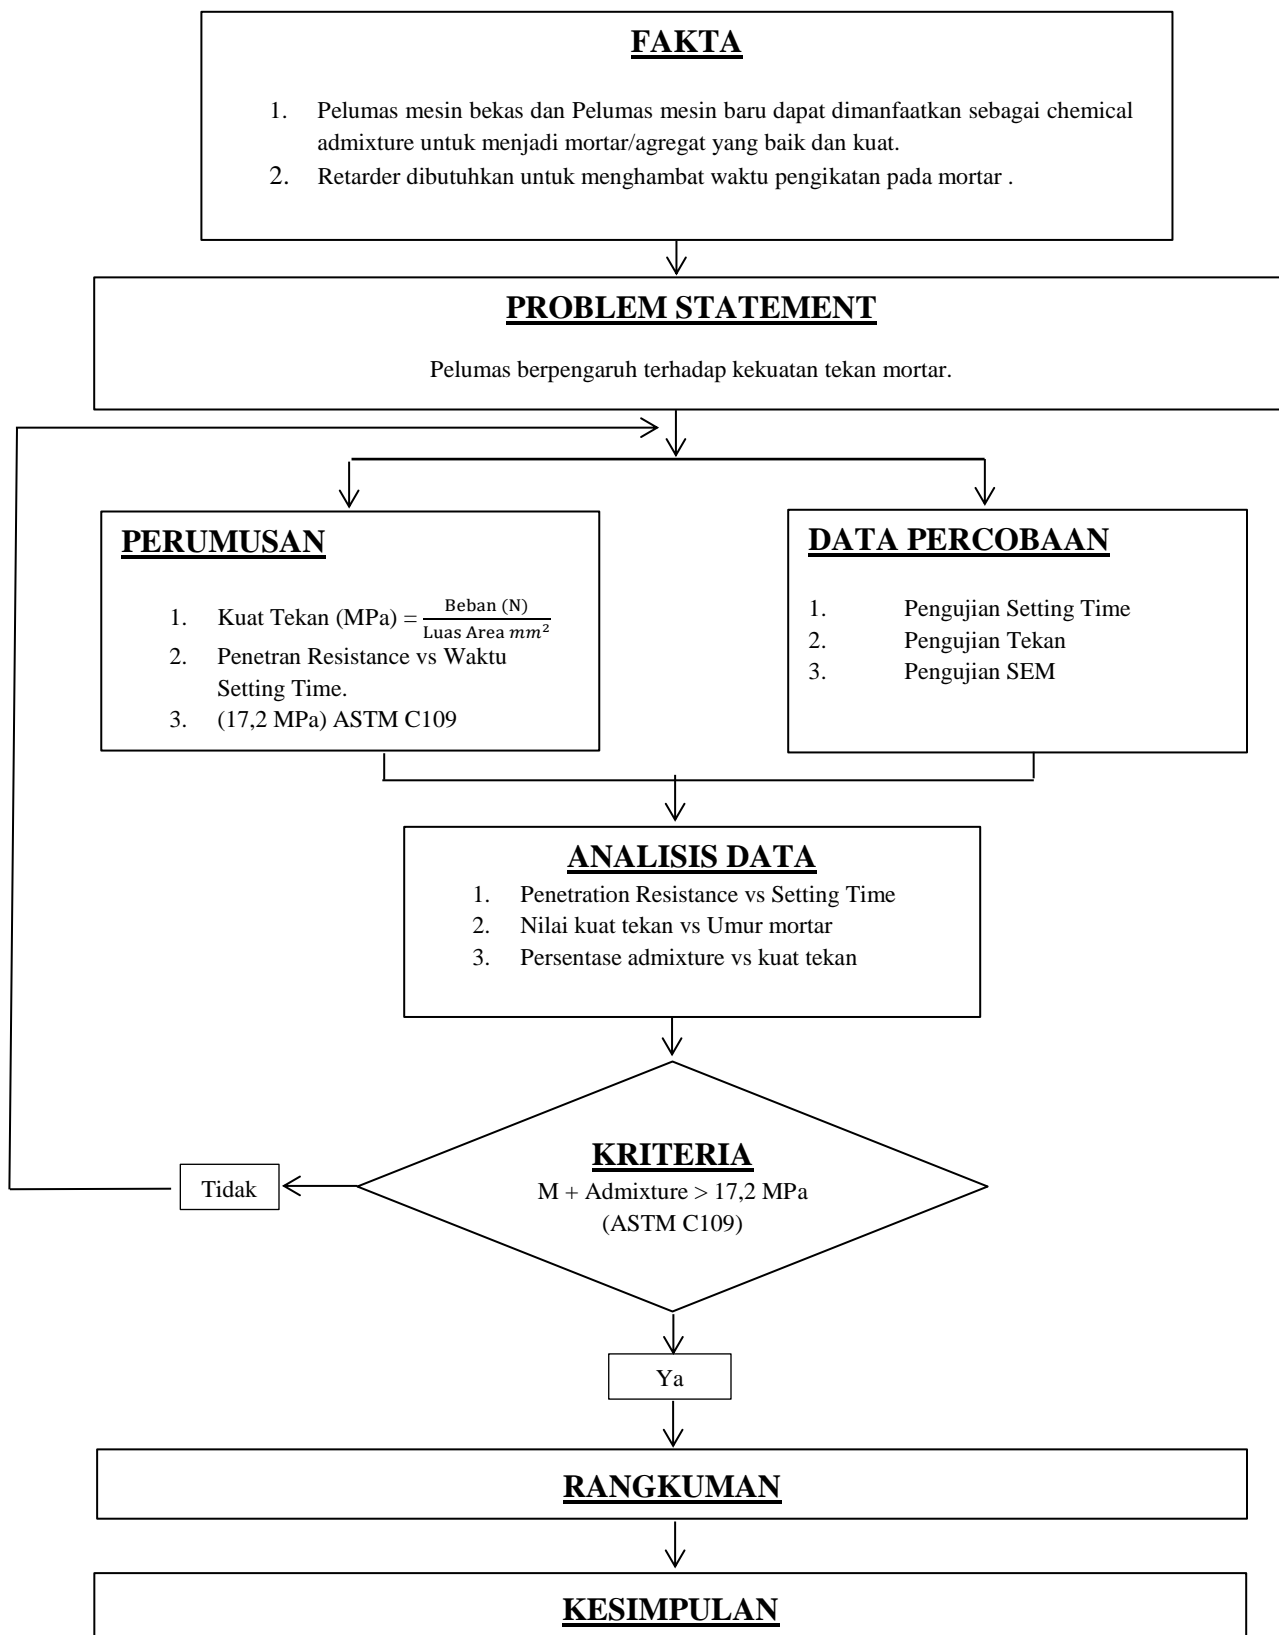 FAKTA
1. Pelumas mesin bekas dan Pelumas mesin baru dapat dimanfaatkan sebagai chemical
admixture untuk menjadi mortar/agregat yang baik dan kuat.
2. Retarder dibutuhkan untuk menghambat waktu pengikatan pada mortar .
PROBLEM STATEMENT
Pelumas berpengaruh terhadap kekuatan tekan mortar.
PERUMUSAN
1. Kuat Tekan (MPa) = Beban (N) / Luas Area mm²
2. Penetran Resistance vs Waktu
Setting Time.
3. (17,2 MPa) ASTM C109
DATA PERCOBAAN
1. Pengujian Setting Time
2. Pengujian Tekan
3. Pengujian SEM
ANALISIS DATA
1. Penetration Resistance vs Setting Time
2. Nilai kuat tekan vs Umur mortar
3. Persentase admixture vs kuat tekan
KRITERIA
M + Admixture > 17,2 MPa
(ASTM C109)
Tidak
Ya
RANGKUMAN
KESIMPULAN